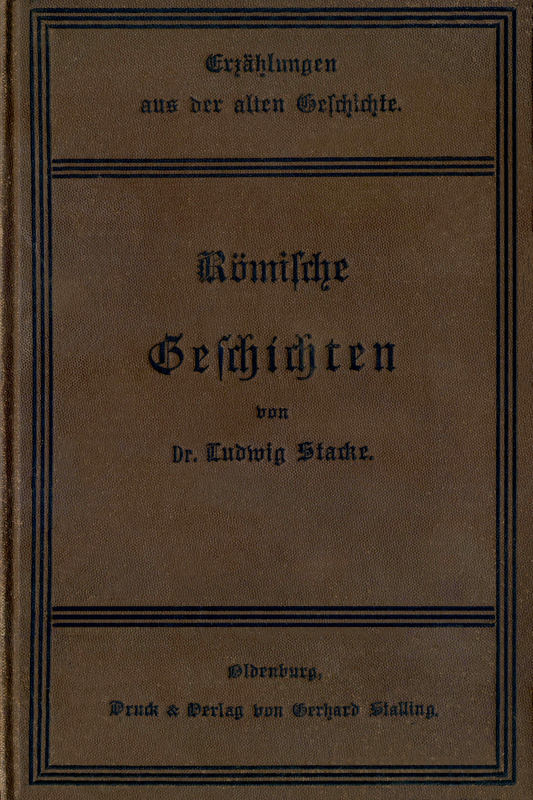 Erzählungen
aus der alten Geſchichte.
Römiſche
Geſchichten
von
Dr. Ludwig Stacke.
Oldenburg,
Druck & Verlag von Gerhard Stalling.